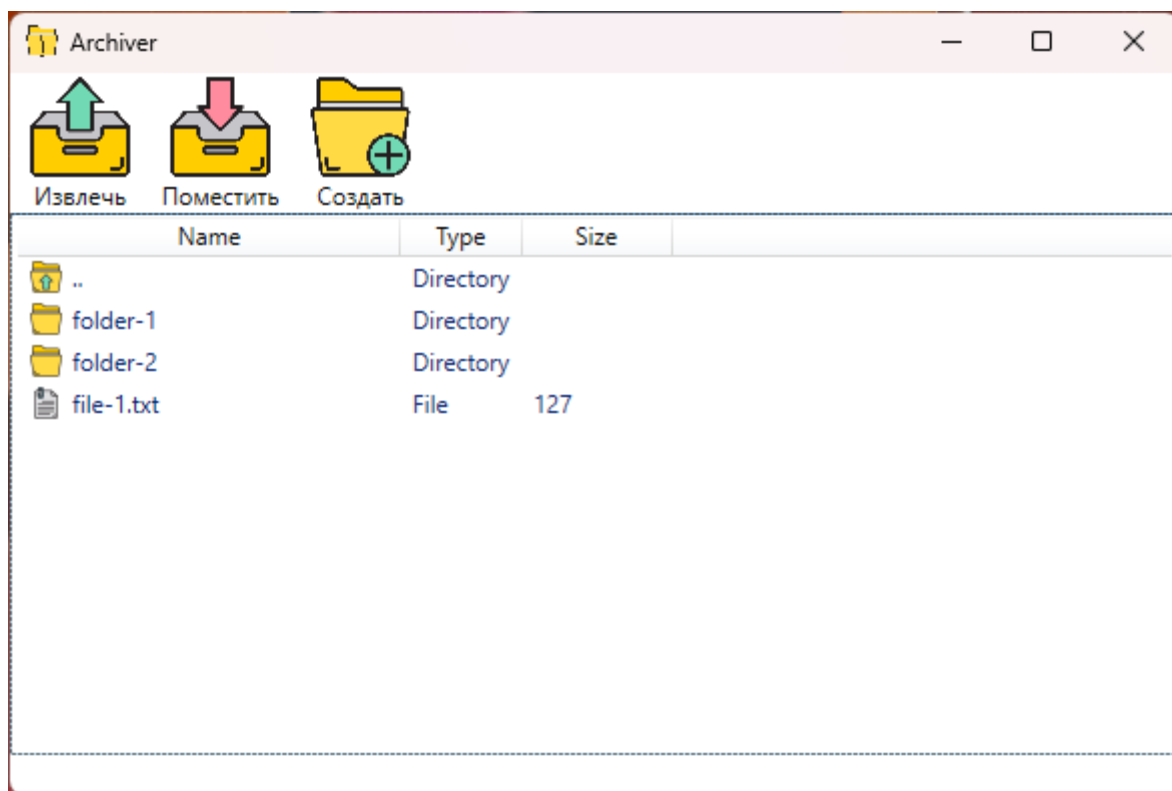 Archiver
Извлечь Поместить Создать
Name Type Size
.. Directory
folder-1 Directory
folder-2 Directory
file-1.txt File 127